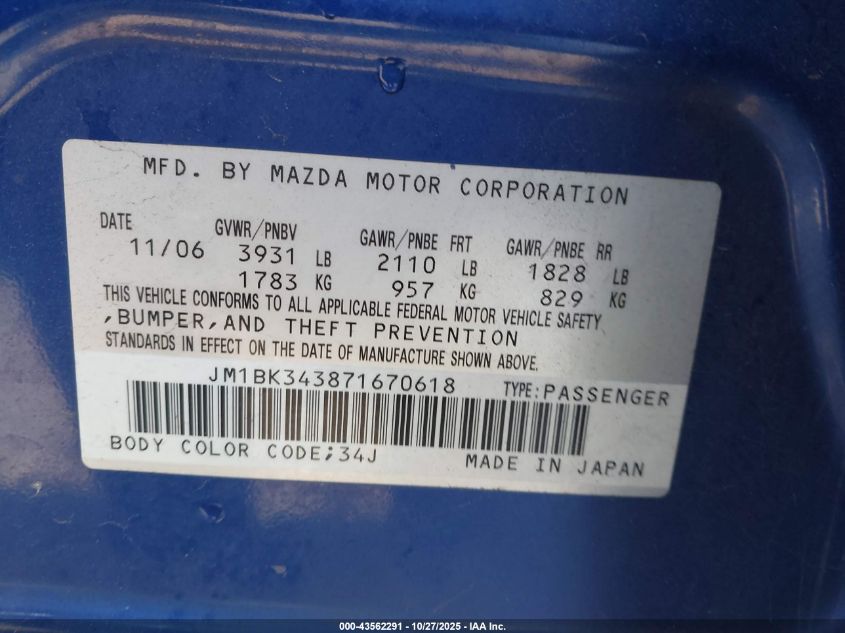 MFD. BY MAZDA MOTOR CORPORATION
DATE GVWR/PNBV GAWR/PNBE FRT GAWR/PNBE RR
11/06 3931 LB 2110 LB 1828 LB
1783 KG 957 KG 829 KG
THIS VEHICLE CONFORMS TO ALL APPLICABLE FEDERAL MOTOR VEHICLE SAFETY
,BUMPER,AND THEFT PREVENTION
STANDARDS IN EFFECT ON THE DATE OF MANUFACTURE SHOWN ABOVE.
JM1BK343871670618 TYPE:PASSENGER
BODY COLOR CODE;34J MADE IN JAPAN
000-43562291 - 10/27/2025 - IAA Inc.